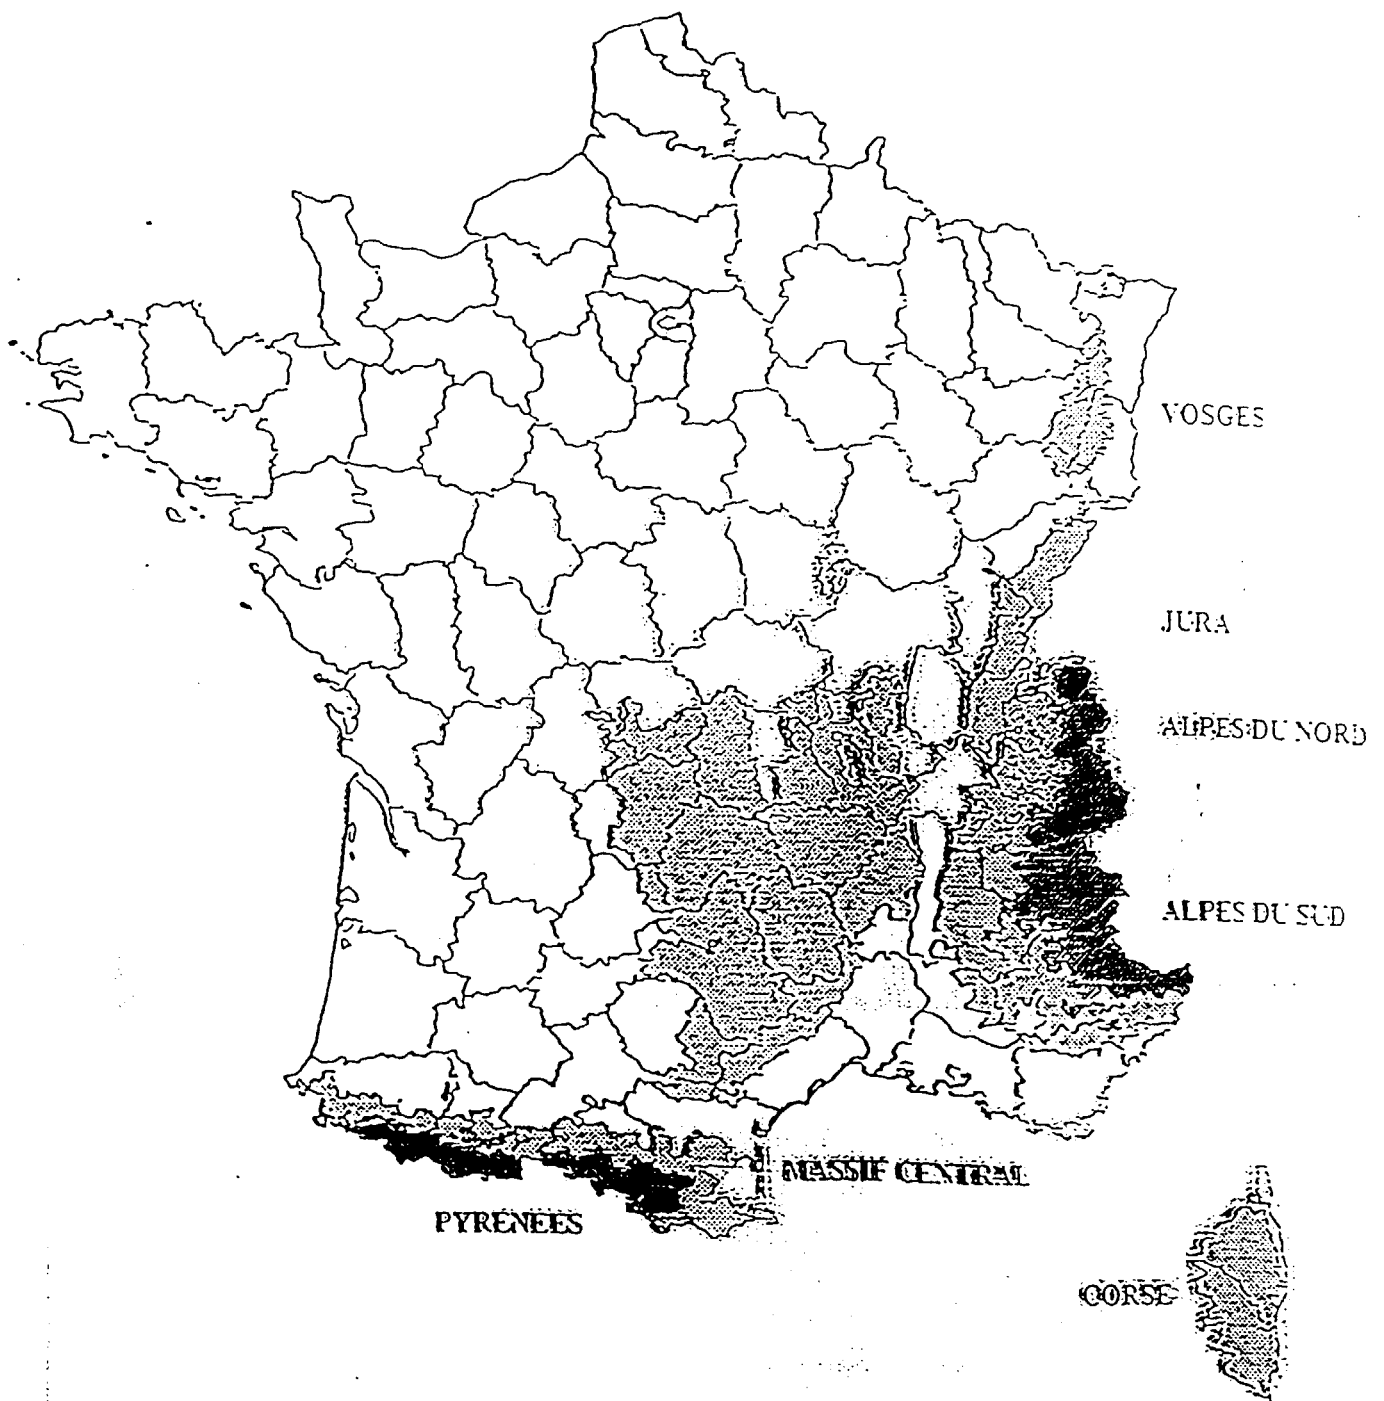 VOSGES
JURA
ALPES DU NORD
ALPES DU SUD
MASSIF CENTRAL
PYRENEES
CORSE